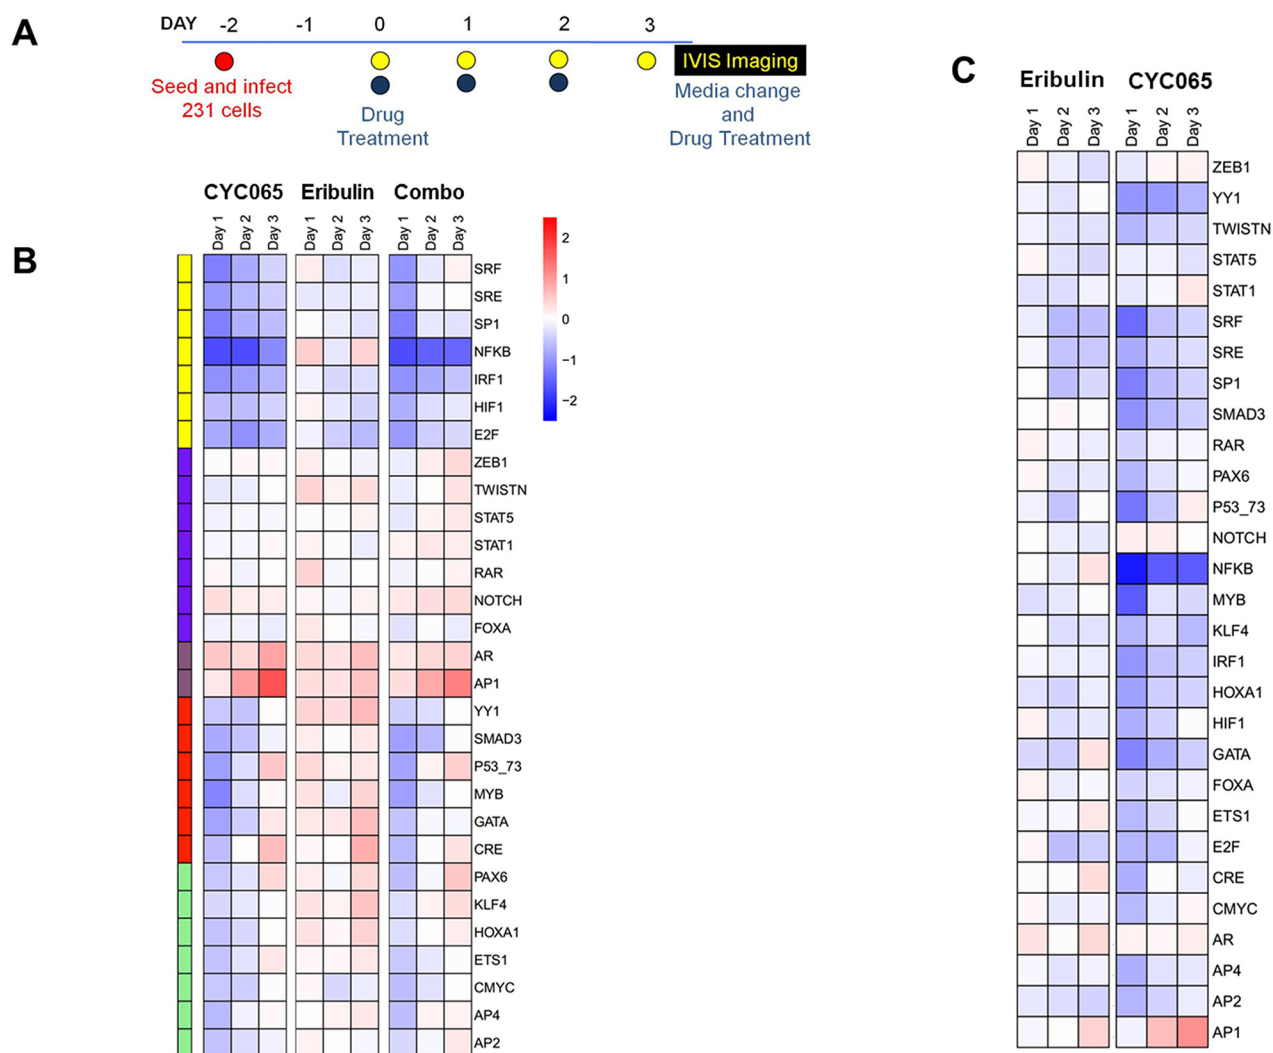 A
DAY -2 -1 0 1 2 3
IVIS Imaging
Seed and infect
231 cells
Drug
Treatment
Media change
and
Drug Treatment
B
CYC065 Eribulin Combo
Day 1 Day 2 Day 3 Day 1 Day 2 Day 3 Day 1 Day 2 Day 3
SRF
SRE
SP1
NFKB
IRF1
HIF1
E2F
ZEB1
TWISTN
STAT5
STAT1
RAR
NOTCH
FOXA
AR
AP1
YY1
SMAD3
P53_73
MYB
GATA
CRE
PAX6
KLF4
HOXA1
ETS1
CMYC
AP4
AP2
2
1
0
−1
−2
C
Eribulin CYC065
Day 1 Day 2 Day 3 Day 1 Day 2 Day 3
ZEB1
YY1
TWISTN
STAT5
STAT1
SRF
SRE
SP1
SMAD3
RAR
PAX6
P53_73
NOTCH
NFKB
MYB
KLF4
IRF1
HOXA1
HIF1
GATA
FOXA
ETS1
E2F
CRE
CMYC
AR
AP4
AP2
AP1